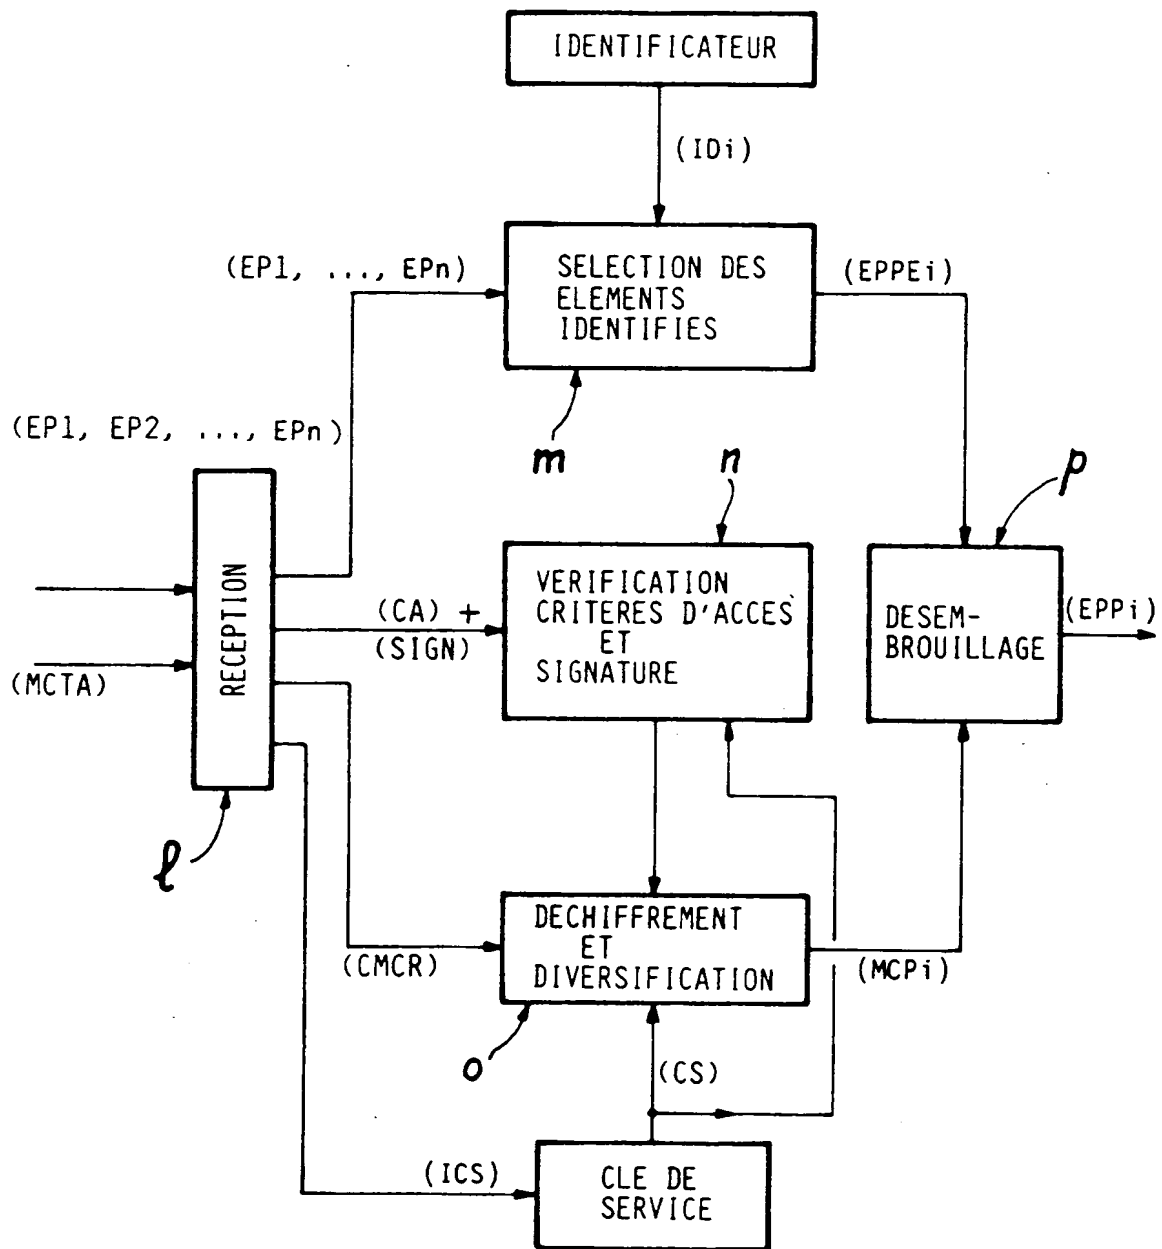 IDENTIFICATEUR
(IDi)
(EP1, ..., EPn)
SELECTION DES
ELEMENTS
IDENTIFIES
(EPPEi)
(EP1, EP2, ..., EPn)
m
n
p
RECEPTION
(MCTA)
(CA) +
(SIGN)
VERIFICATION
CRITERES D'ACCES
ET
SIGNATURE
DESEM-
BROUILLAGE
(EPPi)
l
(CMCR)
DECHIFFREMENT
ET
DIVERSIFICATION
(MCPi)
o
(CS)
(ICS)
CLE DE
SERVICE